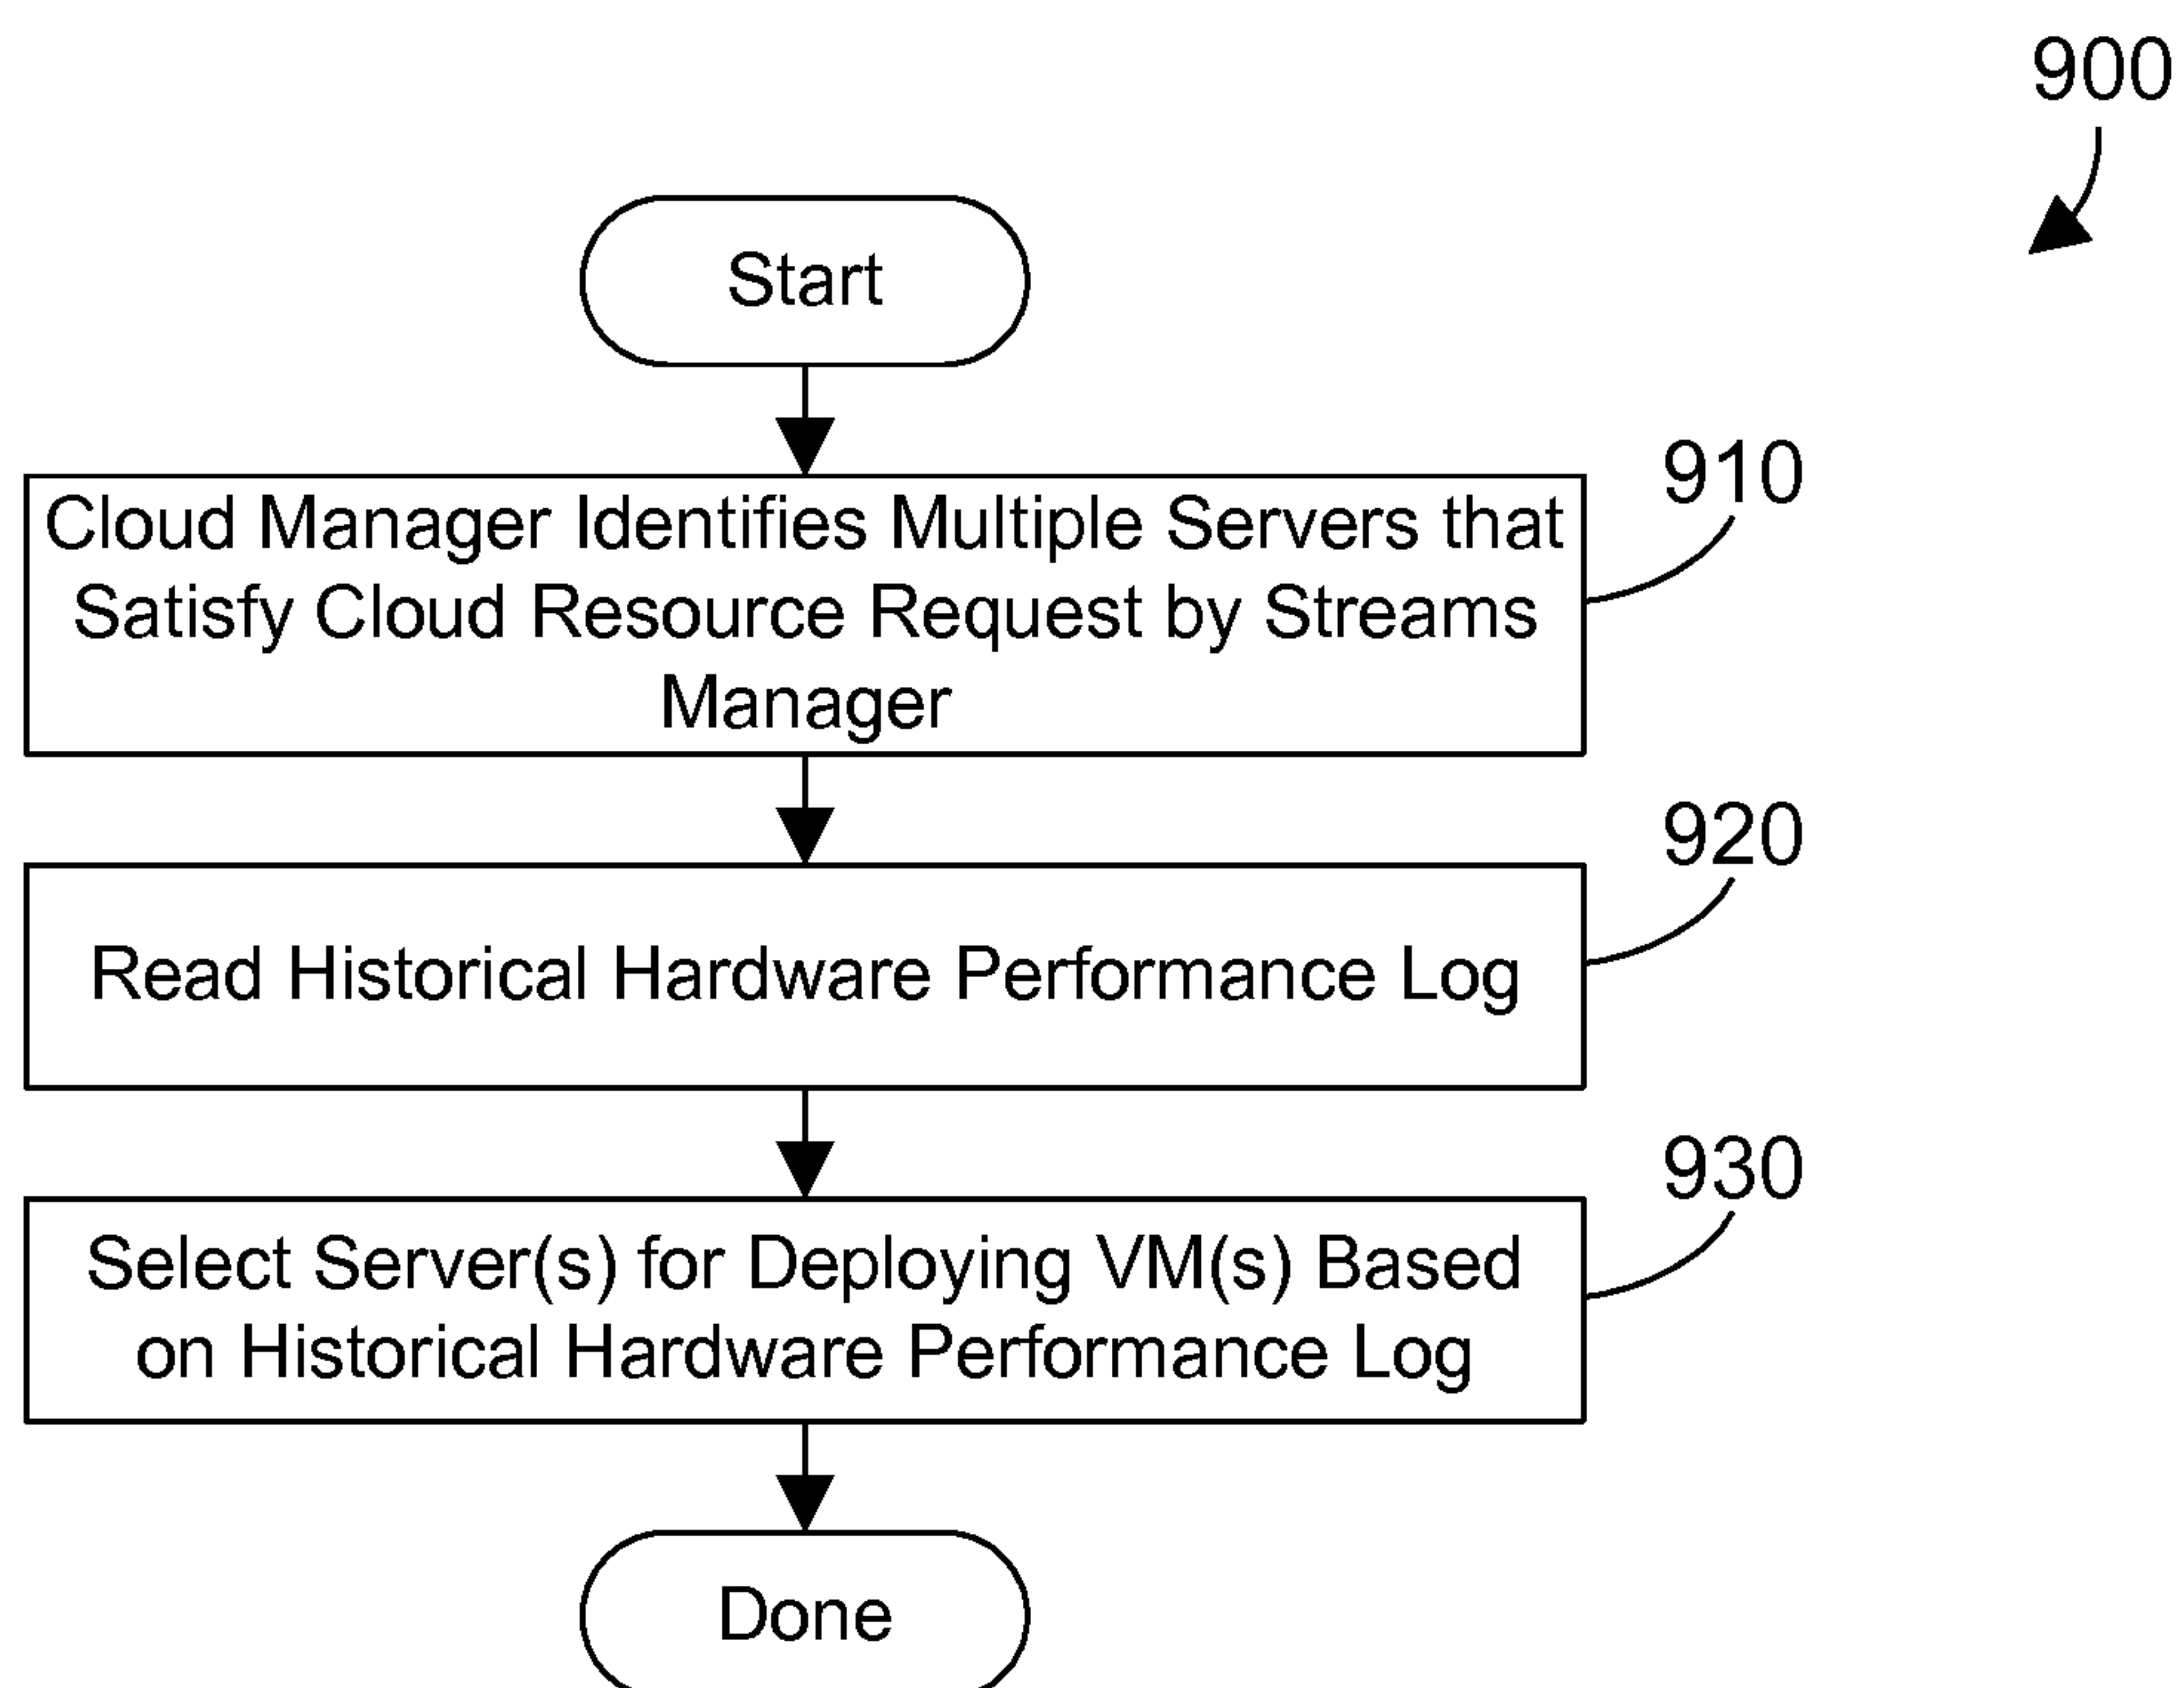 900
Start
910
Cloud Manager Identifies Multiple Servers that
Satisfy Cloud Resource Request by Streams
Manager
920
Read Historical Hardware Performance Log
930
Select Server(s) for Deploying VM(s) Based
on Historical Hardware Performance Log
Done